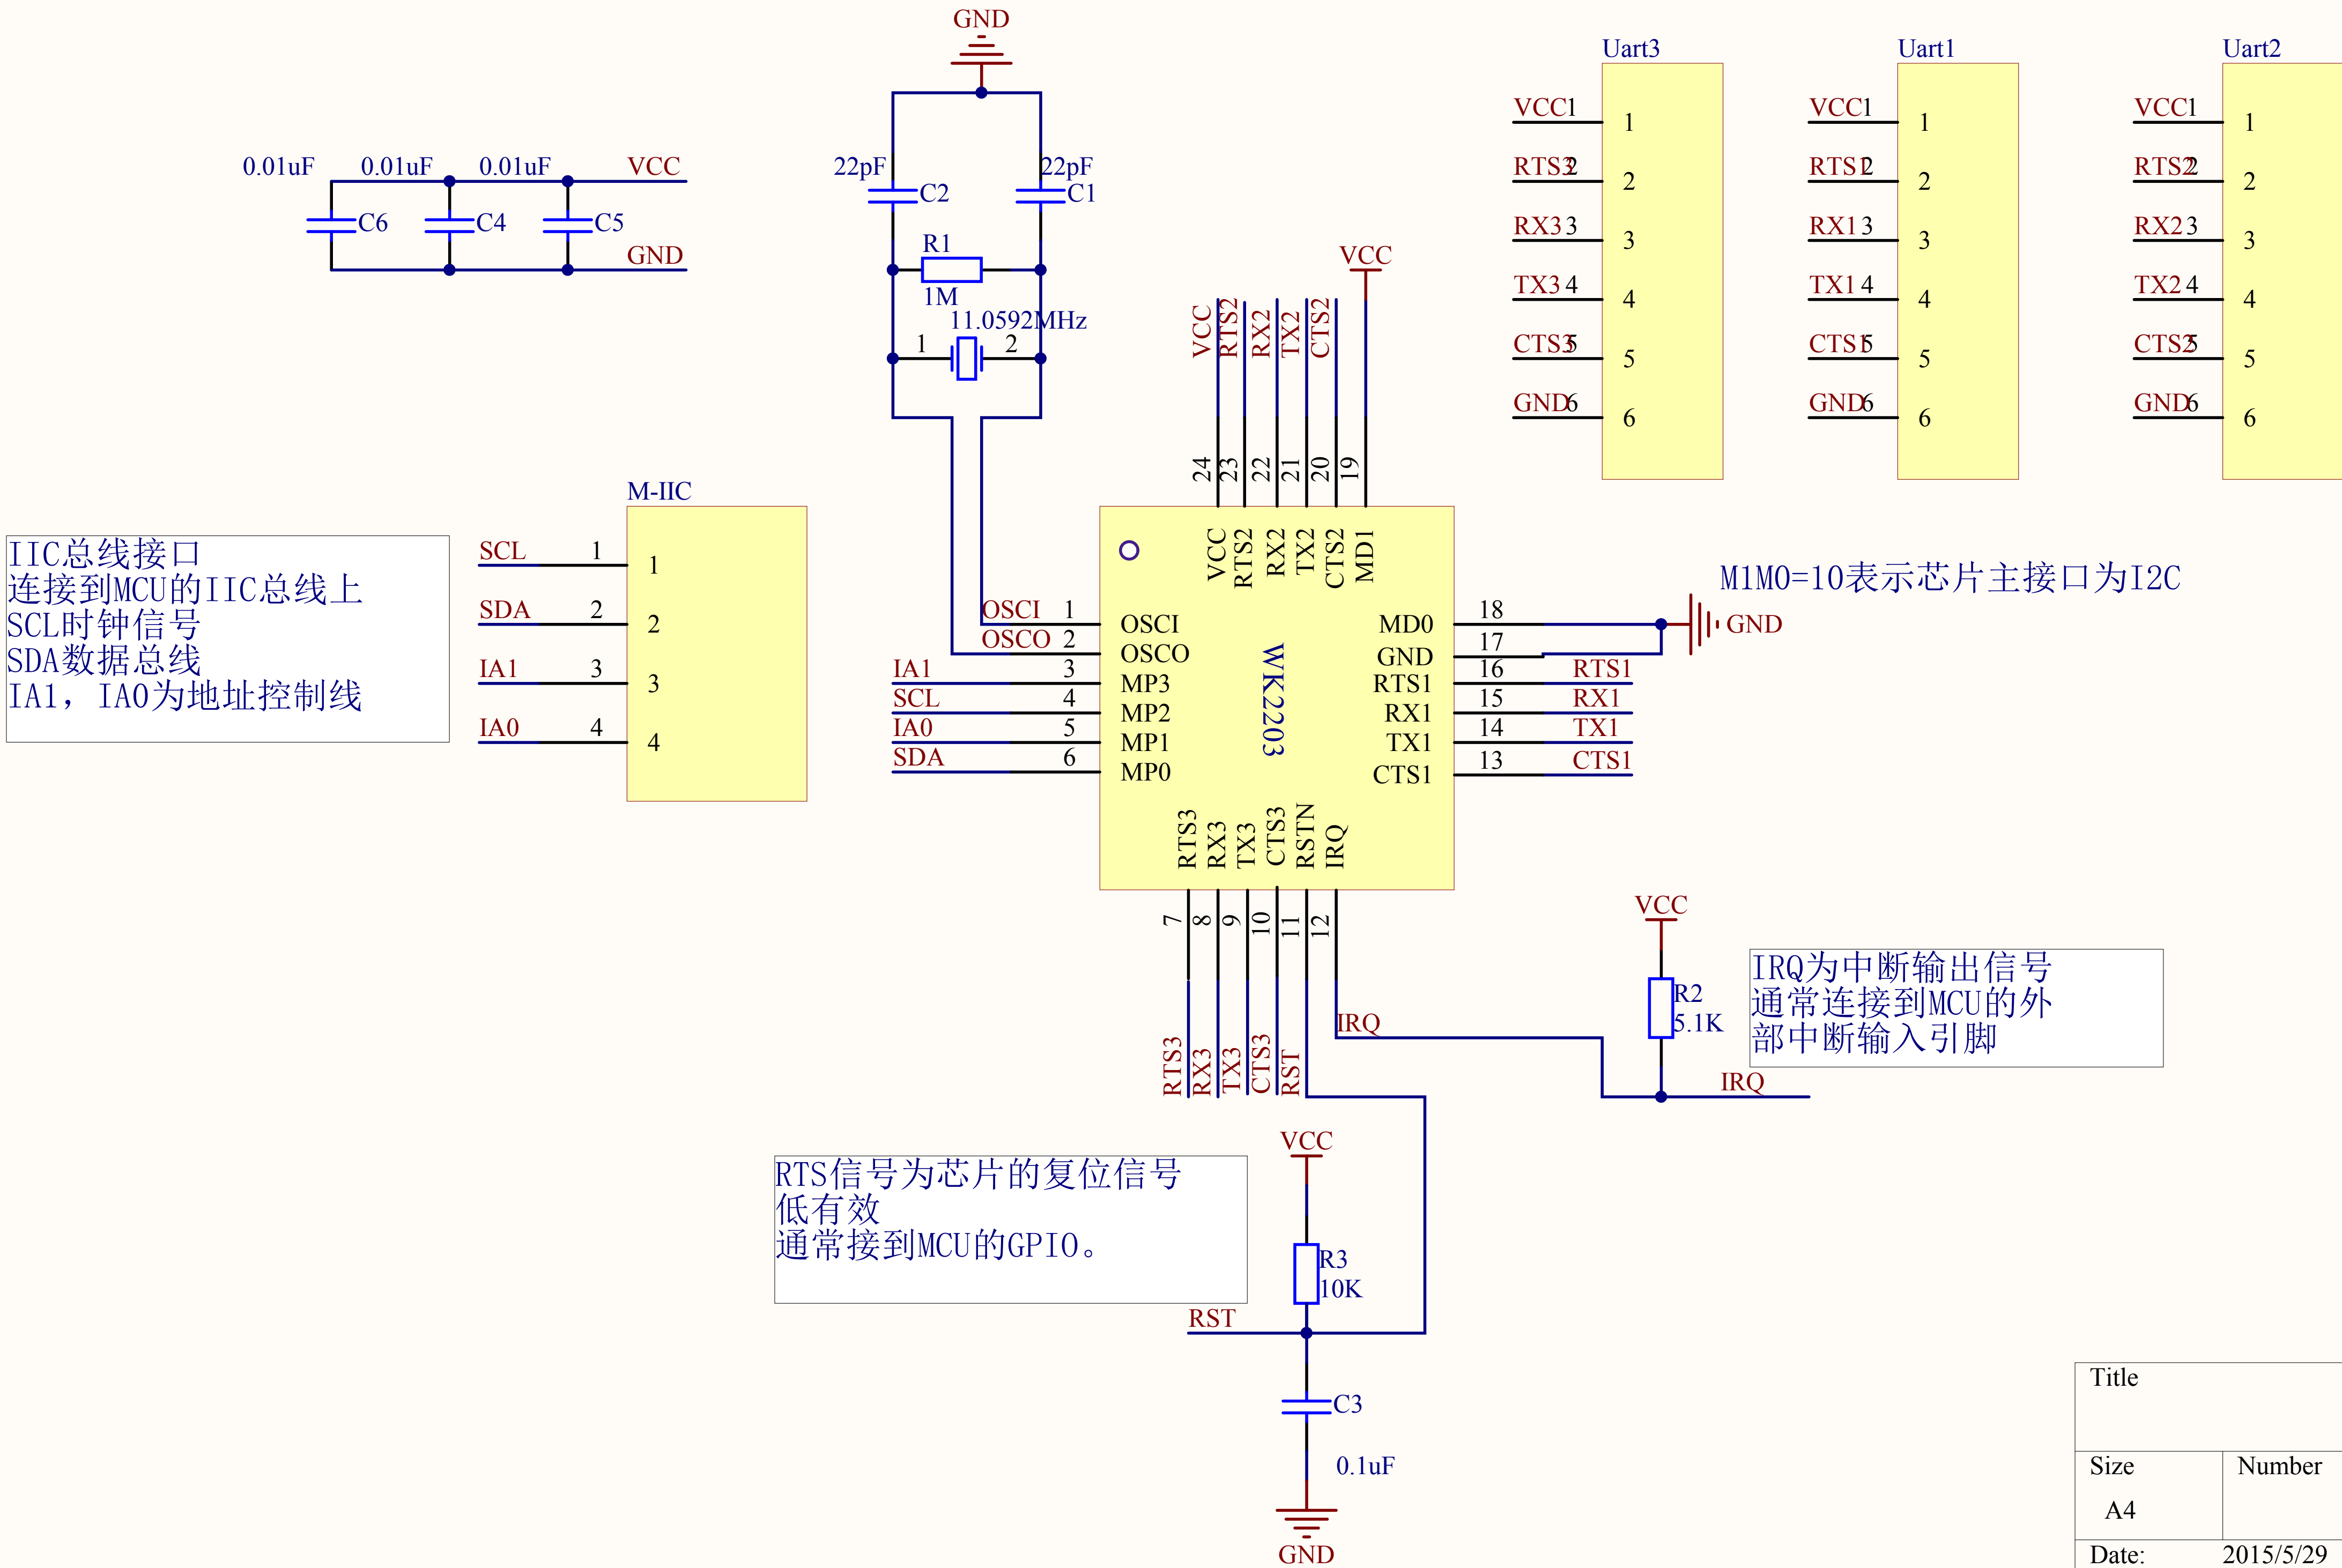 GND
22pF
C2
22pF
C1
R1
1M
11.0592MHz
1
2
0.01uF
0.01uF
0.01uF
VCC
C6
C4
C5
GND
Uart3
VCC 1
1
RTS3 2
2
RX3 3
3
TX3 4
4
CTS3 5
5
GND 6
6
Uart1
VCC 1
1
RTS1 2
2
RX1 3
3
TX1 4
4
CTS1 5
5
GND 6
6
Uart2
VCC 1
1
RTS2 2
2
RX2 3
3
TX2 4
4
CTS2 5
5
GND 6
6
IIC总线接口
连接到MCU的IIC总线上
SCL时钟信号
SDA数据总线
IA1, IA0为地址控制线
M-IIC
SCL 1
1
SDA 2
2
IA1 3
3
IA0 4
4
VCC
VCC
RTS2
RX2
TX2
CTS2
24
23
22
21
20
19
VCC
RTS2
RX2
TX2
CTS2
MD1
OSCI 1 OSCI
OSCO 2 OSCO
IA1 3 MP3
SCL 4 MP2
IA0 5 MP1
SDA 6 MP0
WK2203
MD0 18
GND 17
RTS1 16 RTS1
RX1 15 RX1
TX1 14 TX1
CTS1 13 CTS1
M1M0=10表示芯片主接口为I2C
GND
RTS3
RX3
TX3
CTS3
RSTN
IRQ
7
8
9
10
11
12
RTS3
RX3
TX3
CTS3
RST
IRQ
VCC
R2
5.1K
IRQ
IRQ为中断输出信号
通常连接到MCU的外
部中断输入引脚
RTS信号为芯片的复位信号
低有效
通常接到MCU的GPIO。
VCC
R3
10K
RST
C3
0.1uF
GND
Title
Size
Number
A4
Date: 2015/5/29